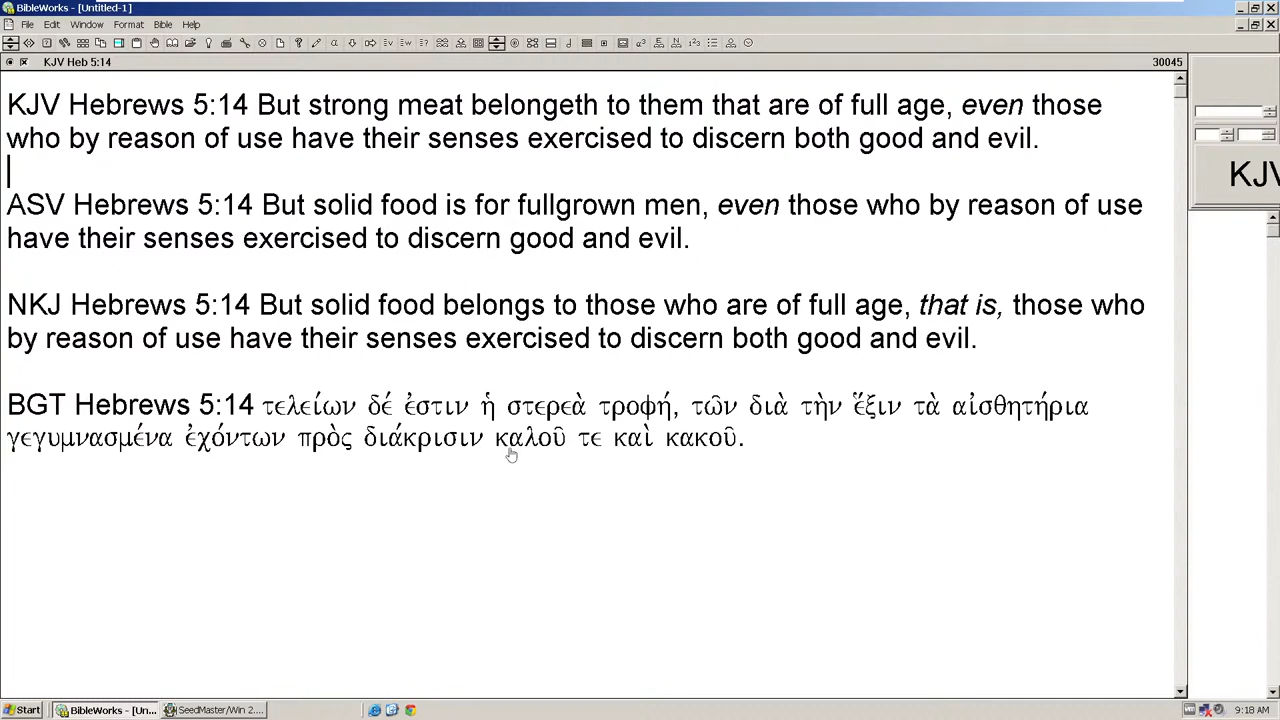 BibleWorks - [Untitled-1]
File Edit Window Format Bible Help
KJV Heb 5:14 30045
KJV Hebrews 5:14 But strong meat belongeth to them that are of full age, even those
who by reason of use have their senses exercised to discern both good and evil.
KJV
ASV Hebrews 5:14 But solid food is for fullgrown men, even those who by reason of use
have their senses exercised to discern good and evil.
NKJ Hebrews 5:14 But solid food belongs to those who are of full age, that is, those who
by reason of use have their senses exercised to discern both good and evil.
BGT Hebrews 5:14 τελείων δέ ἐστιν ἡ στερεὰ τροφή, τῶν διὰ τὴν ἕξιν τὰ αἰσθητήρια
γεγυμνασμένα ἐχόντων πρὸς διάκρισιν καλοῦ τε καὶ κακοῦ.
Start BibleWorks - [Un... SeedMaster/Win 2.... 9:18 AM